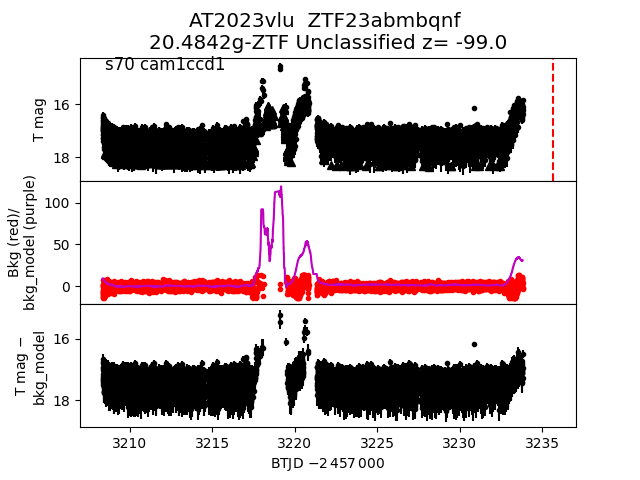 AT2023vlu  ZTF23abmbqnf
20.4842g-ZTF Unclassified z= -99.0
s70 cam1ccd1
T mag
16
18
Bkg (red)/
bkg_model (purple)
100
50
0
T mag −
bkg_model
16
18
3210 3215 3220 3225 3230 3235
BTJD −2 457 000